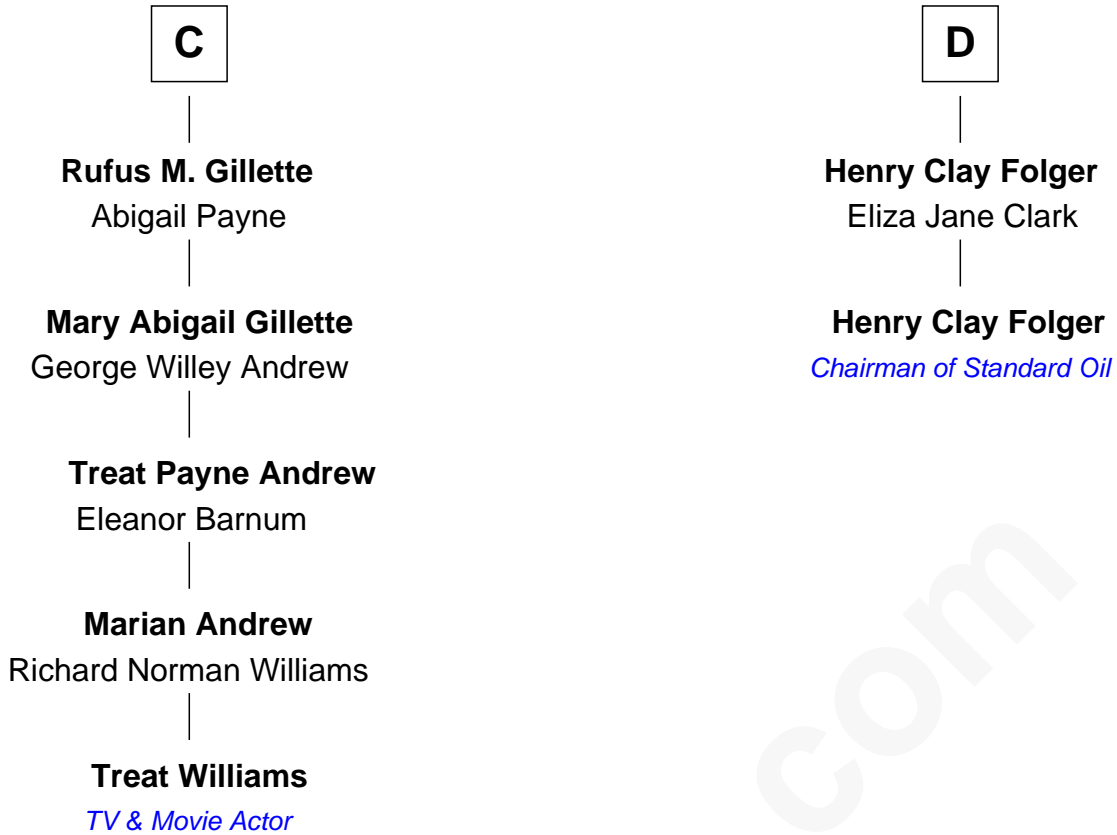 C
Rufus M. Gillette
Abigail Payne
Mary Abigail Gillette
George Willey Andrew
Treat Payne Andrew
Eleanor Barnum
Marian Andrew
Richard Norman Williams
Treat Williams
TV & Movie Actor
D
Henry Clay Folger
Eliza Jane Clark
Henry Clay Folger
Chairman of Standard Oil
com